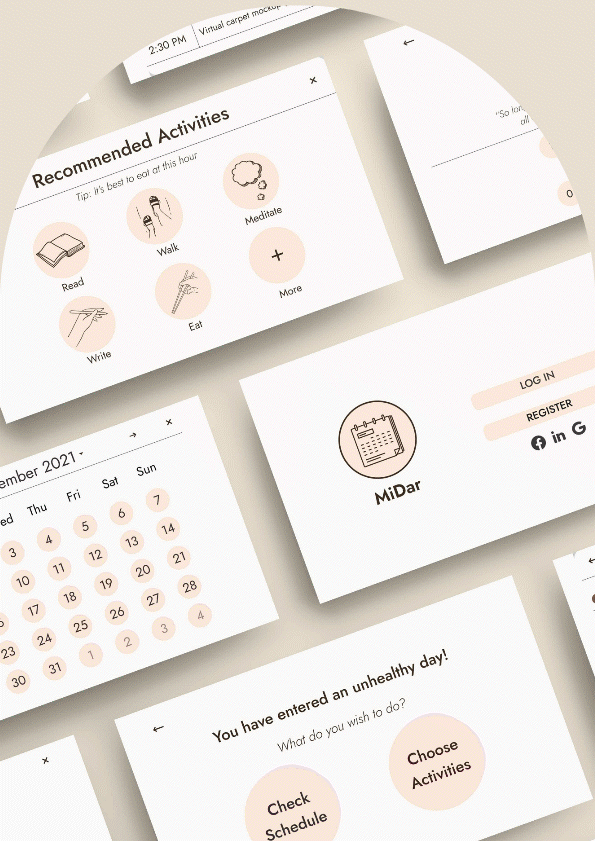 2:30 PM Virtual carpet mockup
Recommended Activities
Tip: it's best to eat at this hour
Read
Walk
Meditate
Write
Eat
+
More
"So
all
0
LOG IN
REGISTER
MiDar
ember 2021
ed Thu Fri Sat Sun
3 4 5 6 7
10 11 12 13 14
6 17 18 19 20 21
23 24 25 26 27 28
30 31 1 2 3 4
You have entered an unhealthy day!
What do you wish to do?
Check
Schedule
Choose
Activities